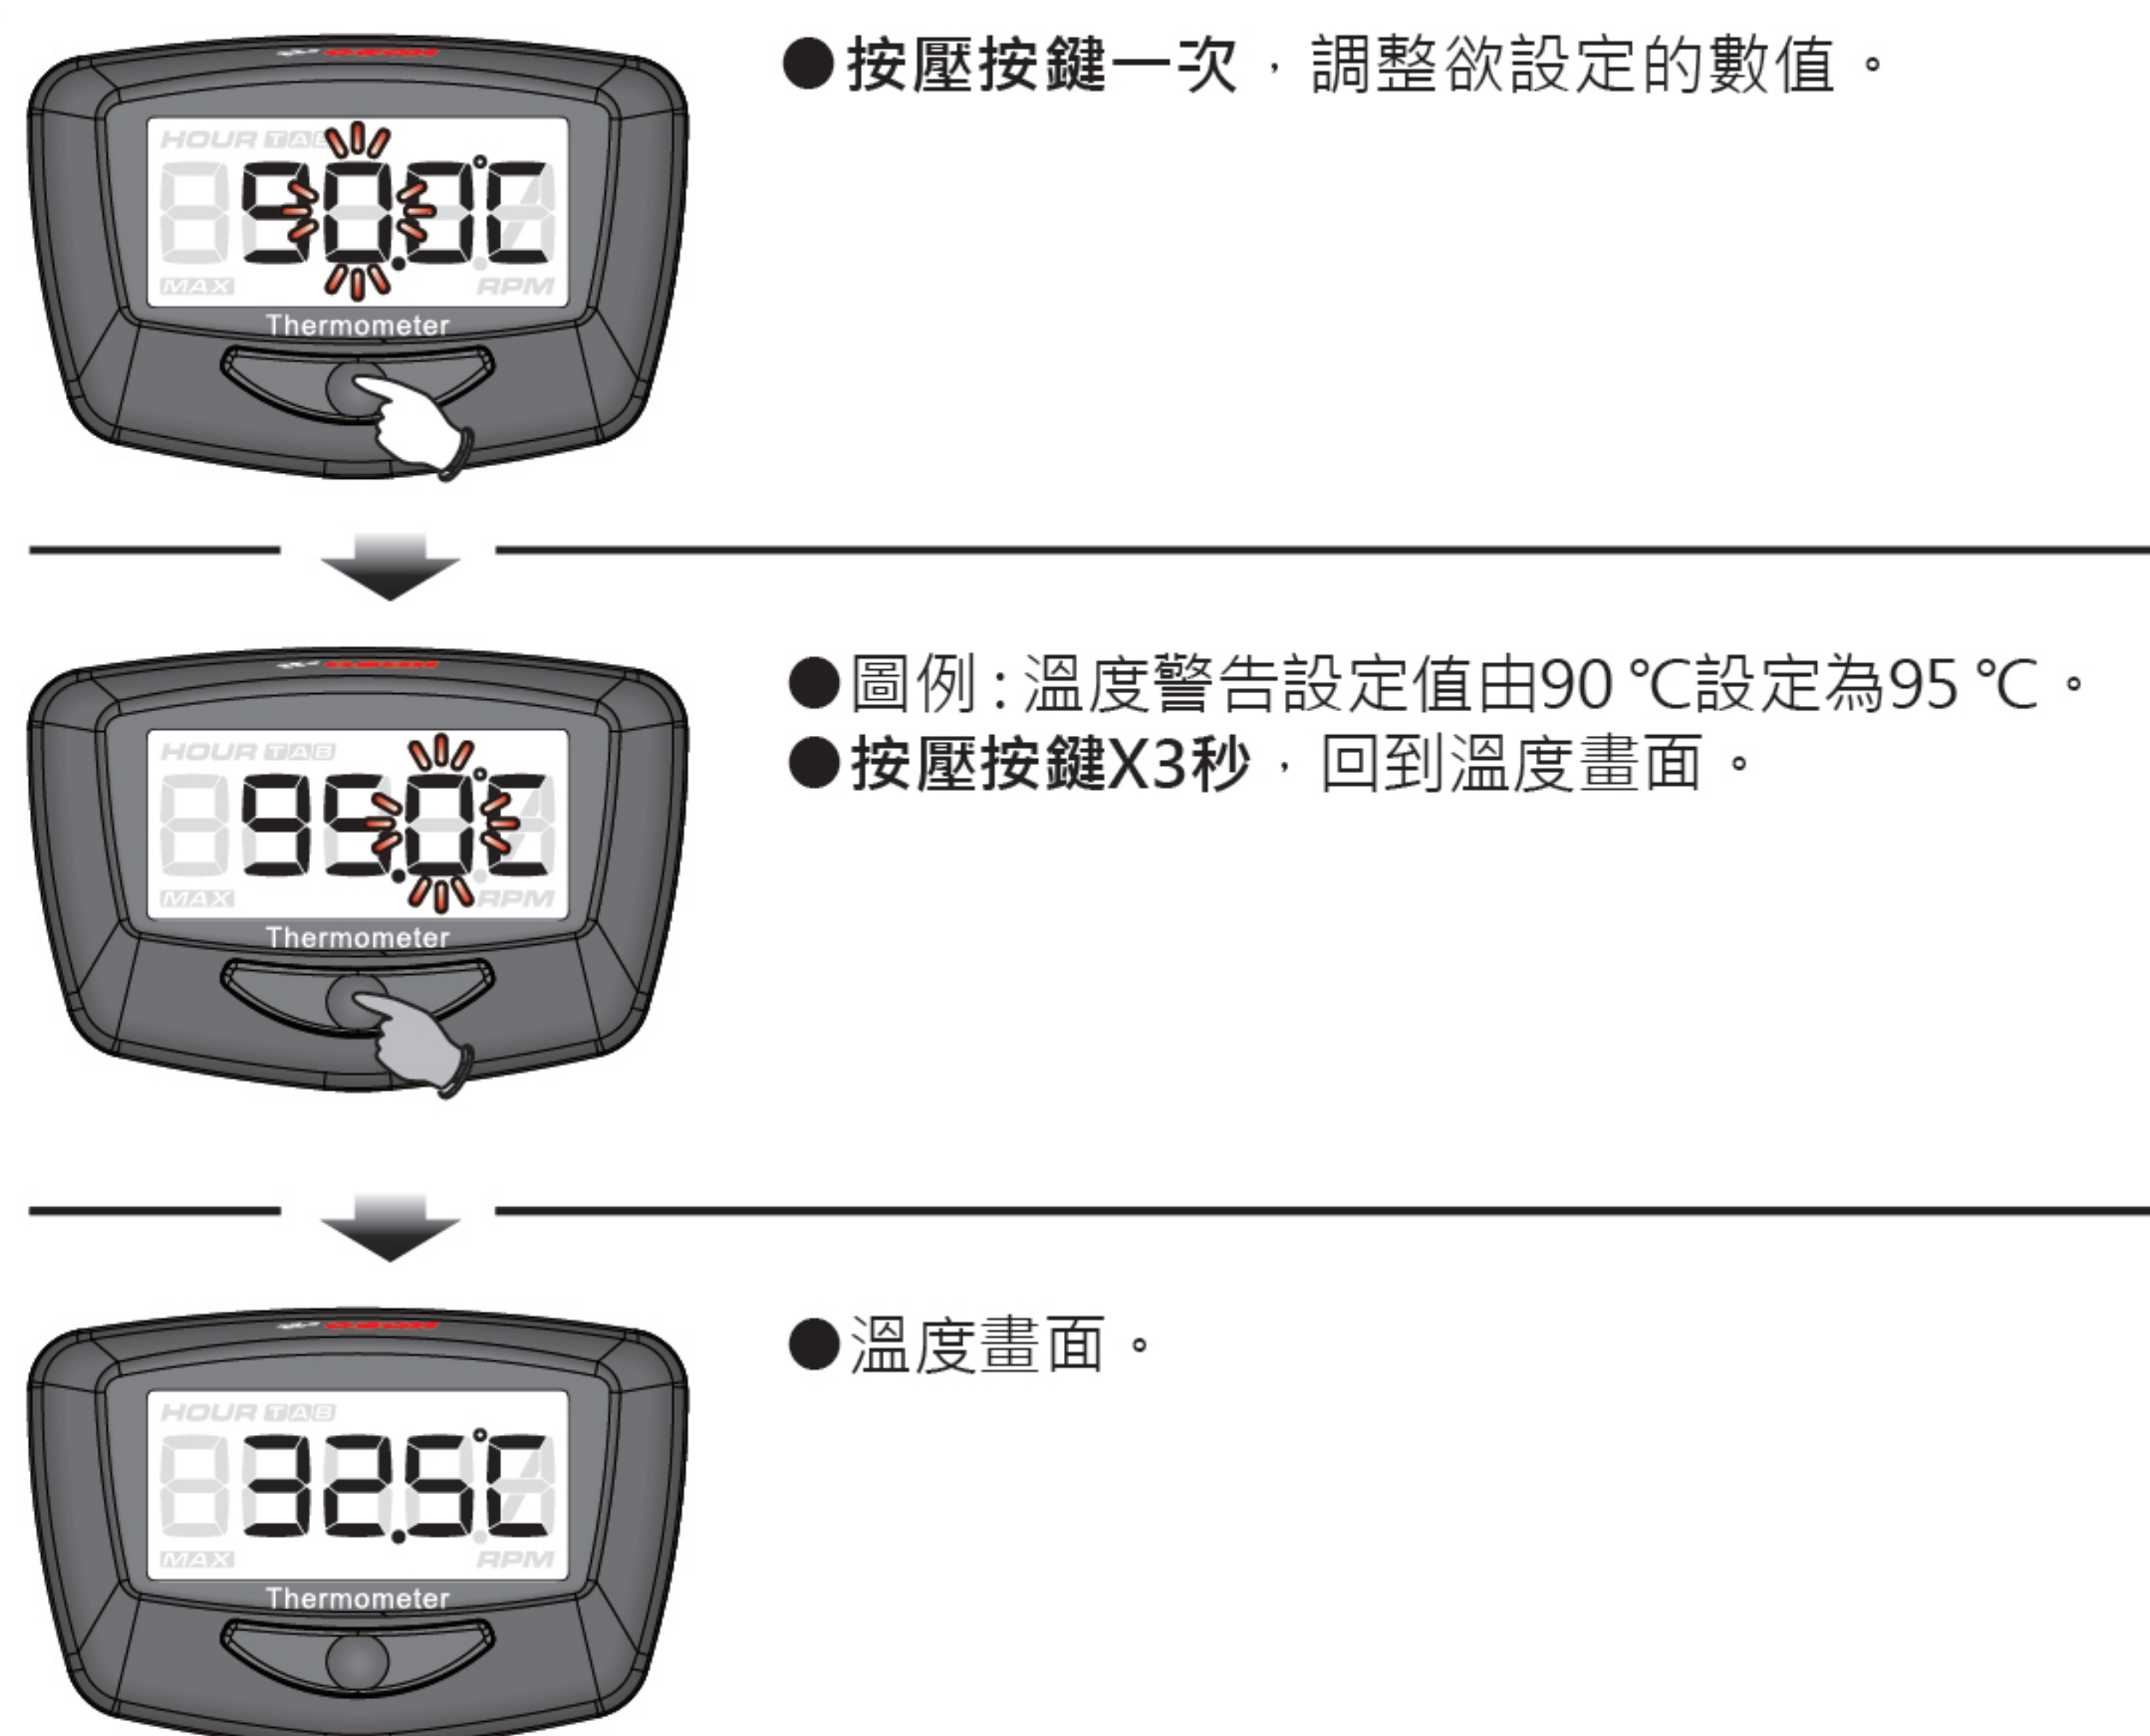 ●按壓按鍵一次，調整欲設定的數值。
HOUR
90.0°C
MAX RPM
Thermometer
●圖例:溫度警告設定值由90 ℃設定為95 ℃。
●按壓按鍵X3秒，回到溫度畫面。
HOUR TAB
95.0°C
MAX RPM
Thermometer
●溫度畫面。
HOUR TAB
32.5°C
MAX RPM
Thermometer